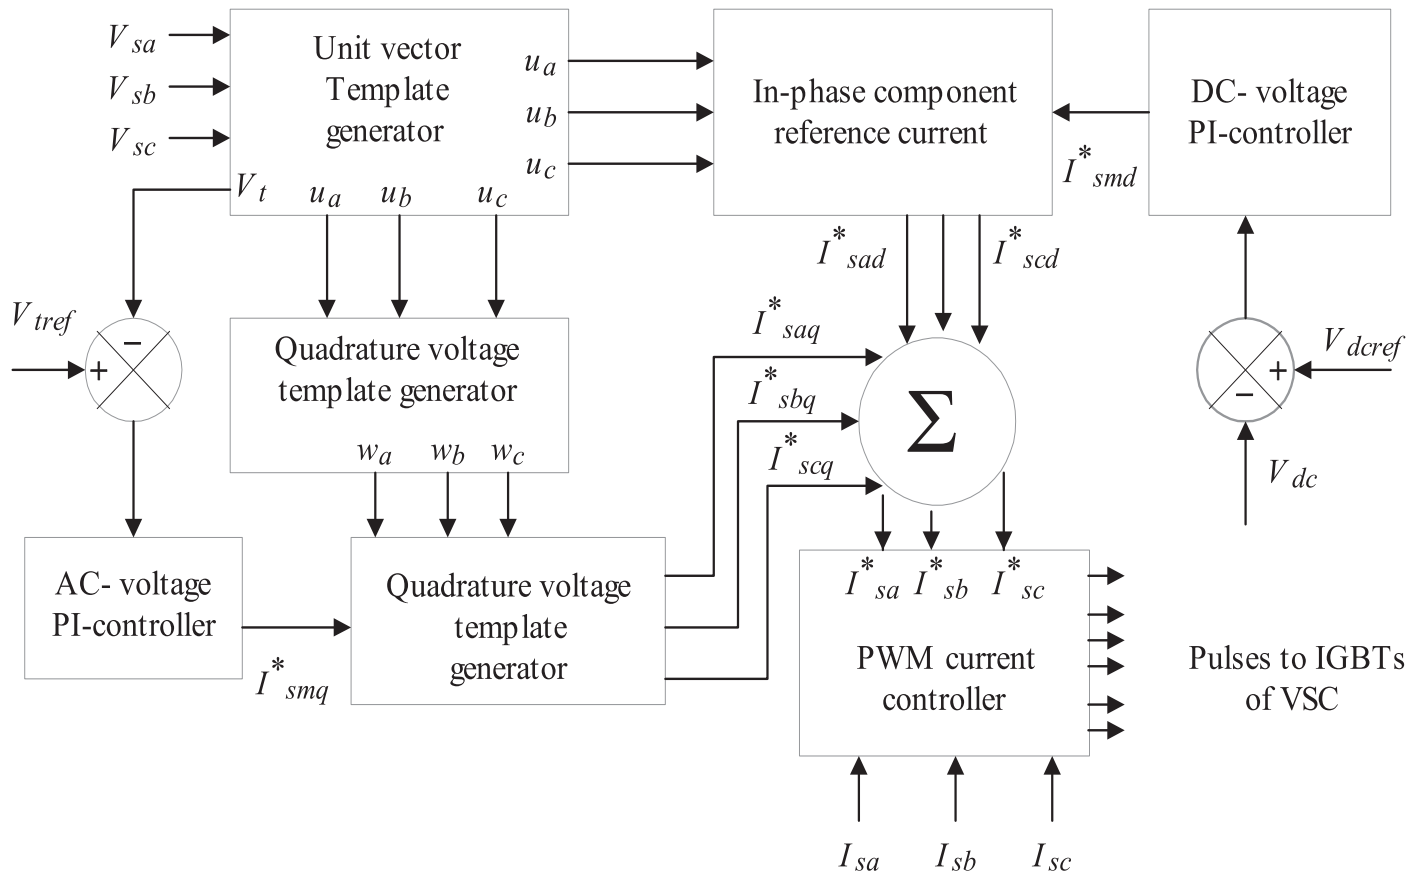 V sa
V sb
V sc
Unit vector
Template
generator
u a
u b
u c
V t
u a
u b
u c
In-phase component
reference current
DC- voltage
PI-controller
I* smd
I* sad
I* scd
V tref
−
+
Quadrature voltage
template generator
w a
w b
w c
I* saq
I* sbq
I* scq
Σ
V dcref
+
−
V dc
AC- voltage
PI-controller
I* smq
Quadrature voltage
template
generator
I* sa
I* sb
I* sc
PWM current
controller
Pulses to IGBTs
of VSC
I sa
I sb
I sc